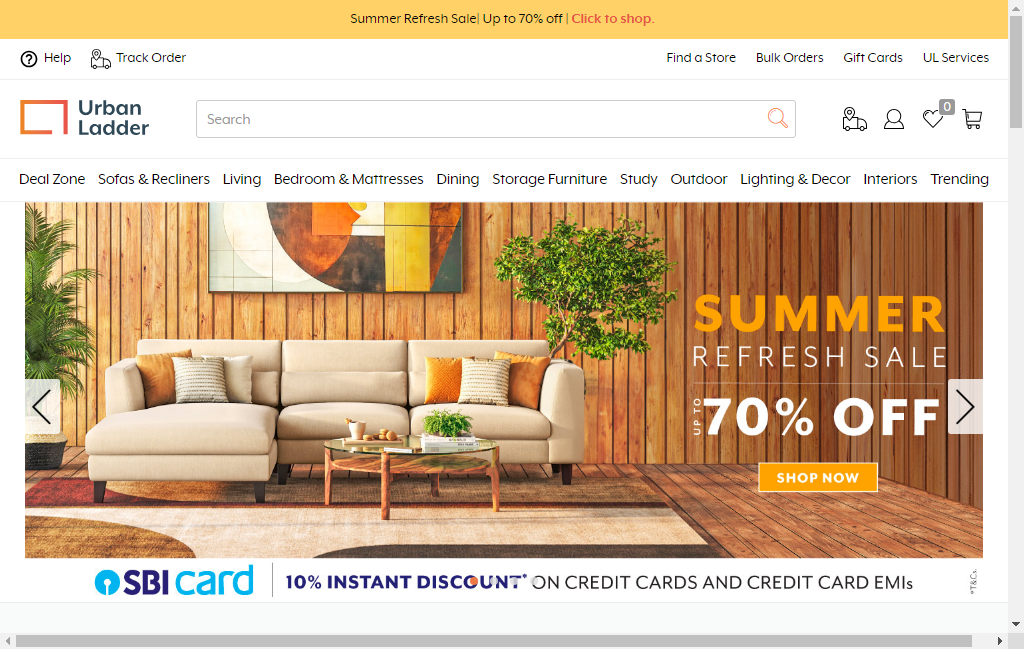 Summer Refresh Sale| Up to 70% off | Click to shop.
Help
Track Order
Find a Store
Bulk Orders
Gift Cards
UL Services
Urban
Ladder
Search
0
Deal Zone
Sofas & Recliners
Living
Bedroom & Mattresses
Dining
Storage Furniture
Study
Outdoor
Lighting & Decor
Interiors
Trending
SUMMER
REFRESH SALE
UP TO
70% OFF
SHOP NOW
SBI card
10% INSTANT DISCOUNT* ON CREDIT CARDS AND CREDIT CARD EMIs
*T&Cs.